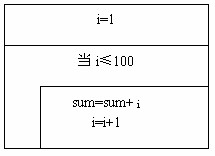 i=1
当 i≤100
sum=sum+ i
i=i+1